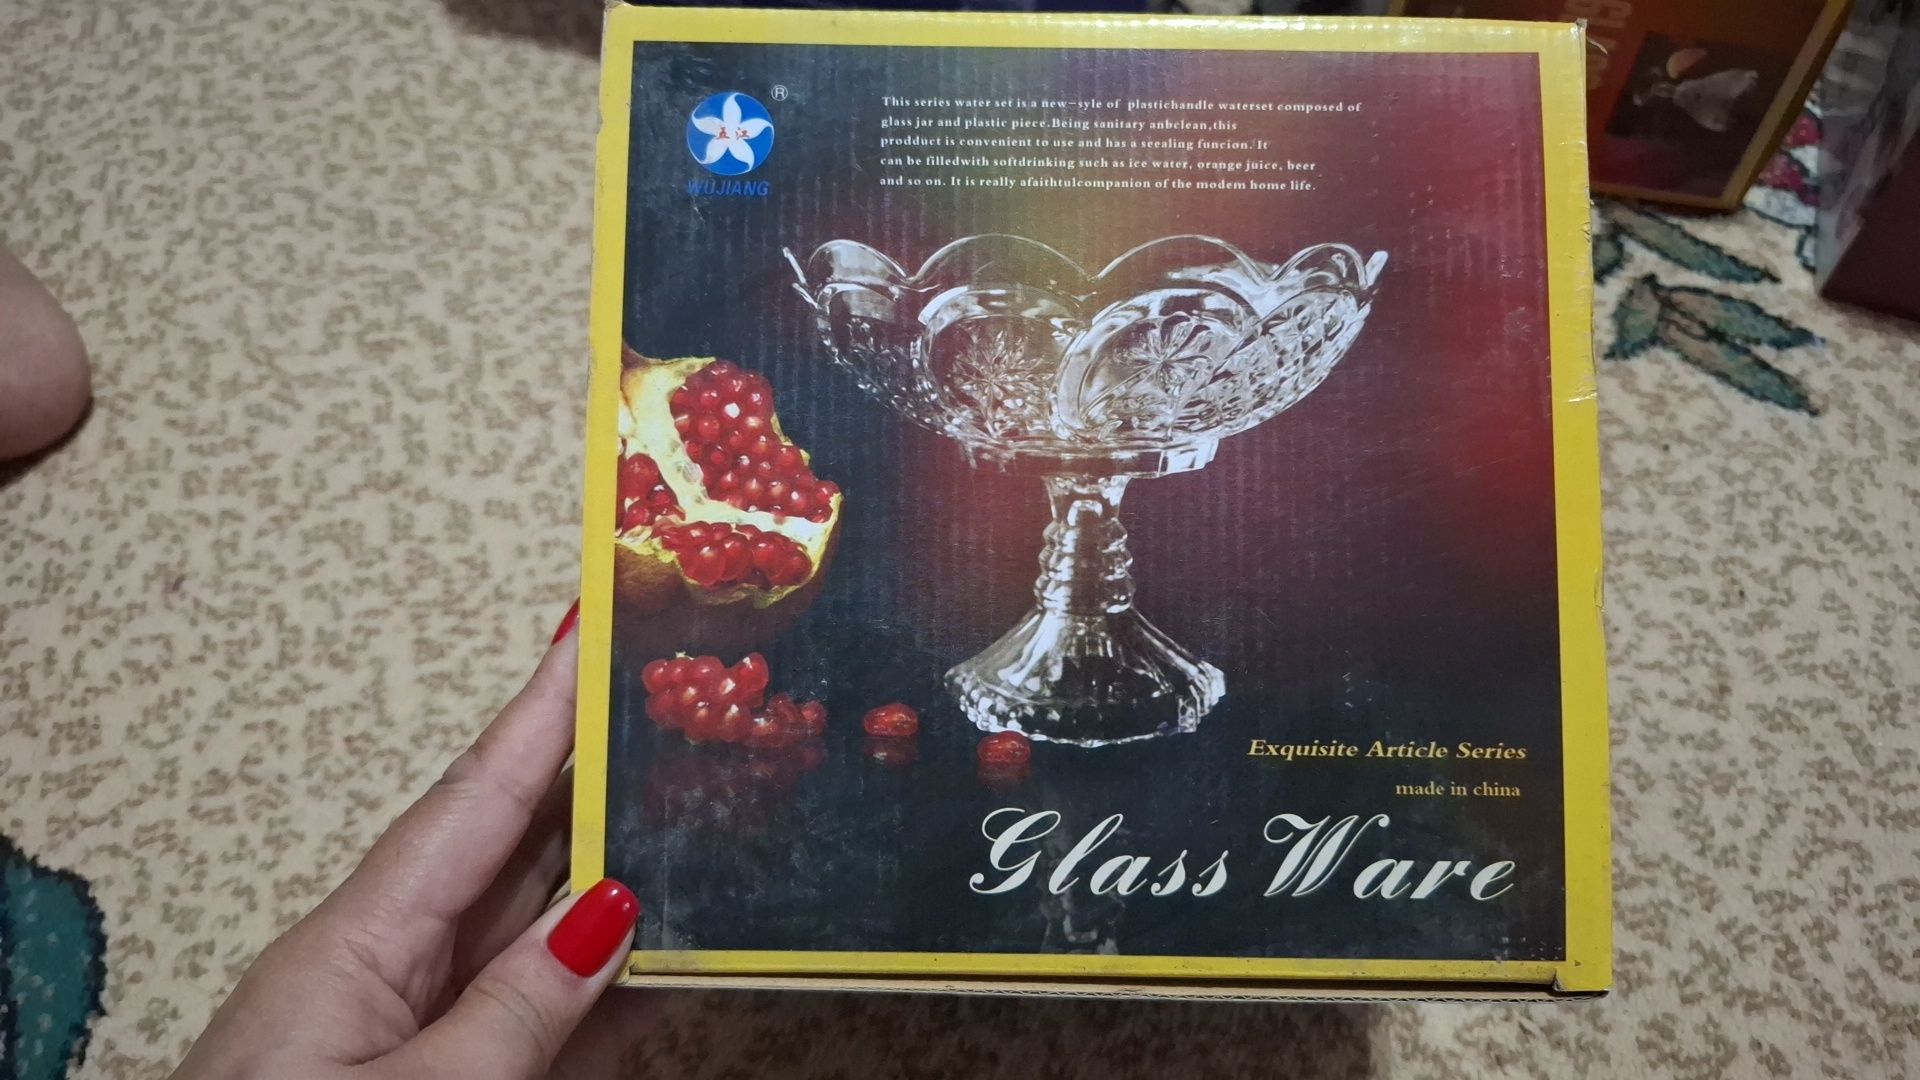 ®
五江
WUJIANG
This series water set is a new-syle of plastichandle waterset composed of
glass jar and plastic piece.Being sanitary anbclean,this
prodduct is convenient to use and has a seealing funcion. It
can be filledwith softdrinking such as ice water, orange juice, beer
and so on. It is really afaithtulcompanion of the modem home life.
Exquisite Article Series
made in china
Glass Ware